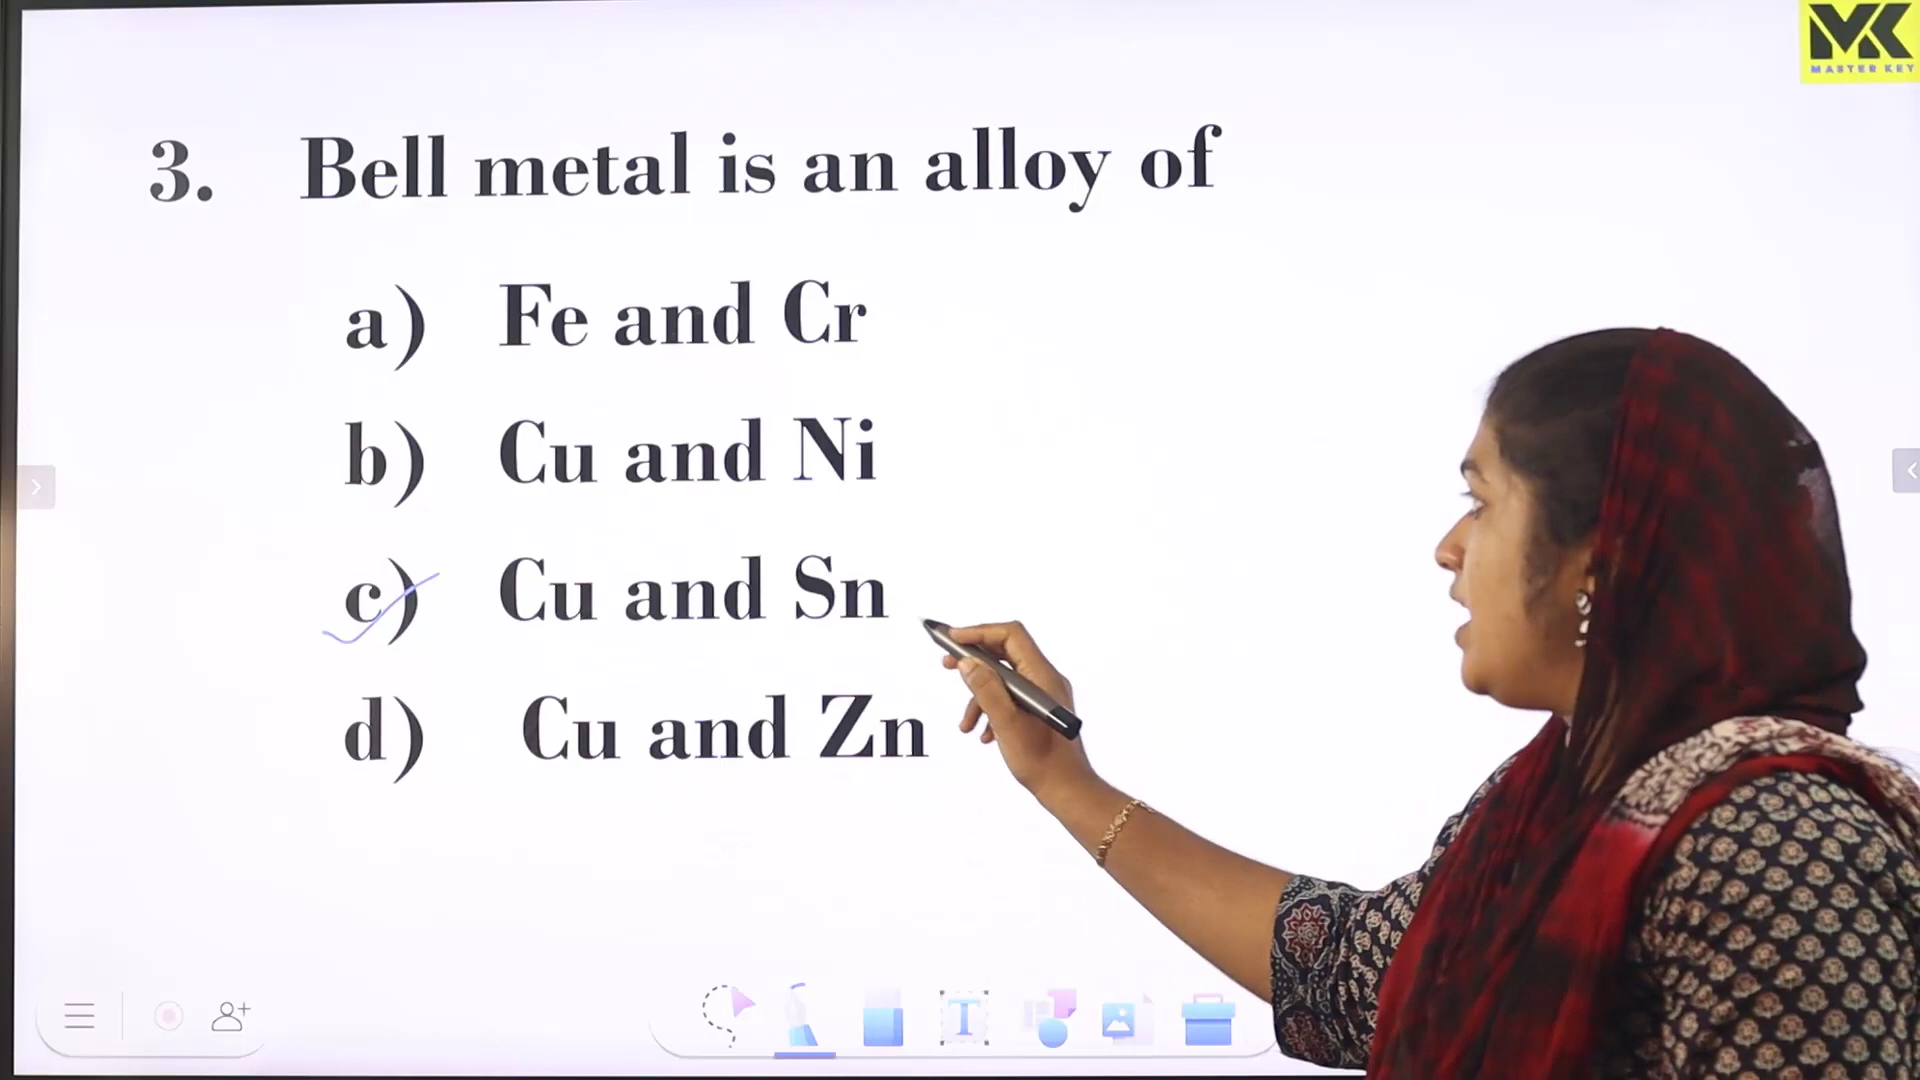 MK
MASTER KEY
3. Bell metal is an alloy of
a) Fe and Cr
b) Cu and Ni
c) Cu and Sn
d) Cu and Zn
T